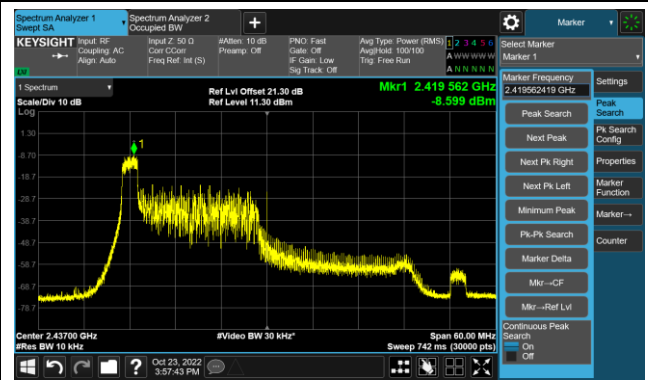 Spectrum Analyzer 1
Swept SA
Spectrum Analyzer 2
Occupied BW
Marker
KEYSIGHT
Input: RF
Coupling: AC
Align: Auto
Input Z: 50 Ω
Corr CCorr
Freq Ref: Int (S)
#Atten: 10 dB
Preamp: Off
PNO: Fast
Gate: Off
IF Gain: Low
Sig Track: Off
Avg Type: Power (RMS)
Avg|Hold: 100/100
Trig: Free Run
1 2 3 4 5 6
A W W W W W
A N N N N N
LXI
Select Marker
Marker 1
1 Spectrum
Scale/Div 10 dB
Log
Ref Lvl Offset 21.30 dB
Ref Level 11.30 dBm
Mkr1 2.419 562 GHz
-8.599 dBm
1
1.30
-8.70
-18.7
-28.7
-38.7
-48.7
-58.7
-68.7
-78.7
Center 2.43700 GHz
#Res BW 10 kHz
#Video BW 30 kHz*
Span 60.00 MHz
Sweep 742 ms (30000 pts)
Marker Frequency
2.419562419 GHz
Peak Search
Next Peak
Next Pk Right
Next Pk Left
Minimum Peak
Pk-Pk Search
Marker Delta
Mkr→CF
Mkr→Ref Lvl
Continuous Peak
Search
On
Off
Settings
Peak
Search
Pk Search
Config
Properties
Marker
Function
Marker→
Counter
?
Oct 23, 2022
3:57:43 PM